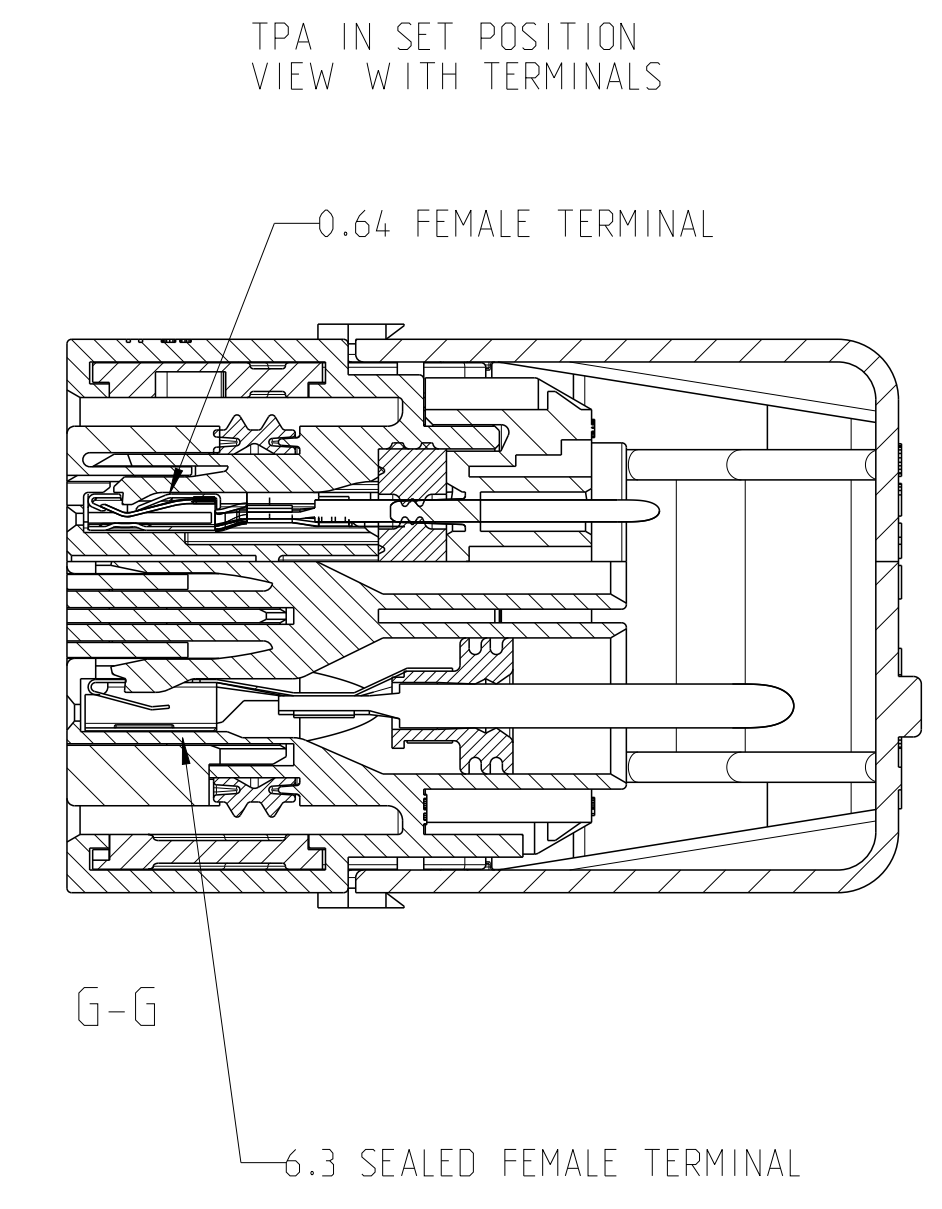 TPA IN SET POSITION
VIEW WITH TERMINALS
0.64 FEMALE TERMINAL
G-G
6.3 SEALED FEMALE TERMINAL